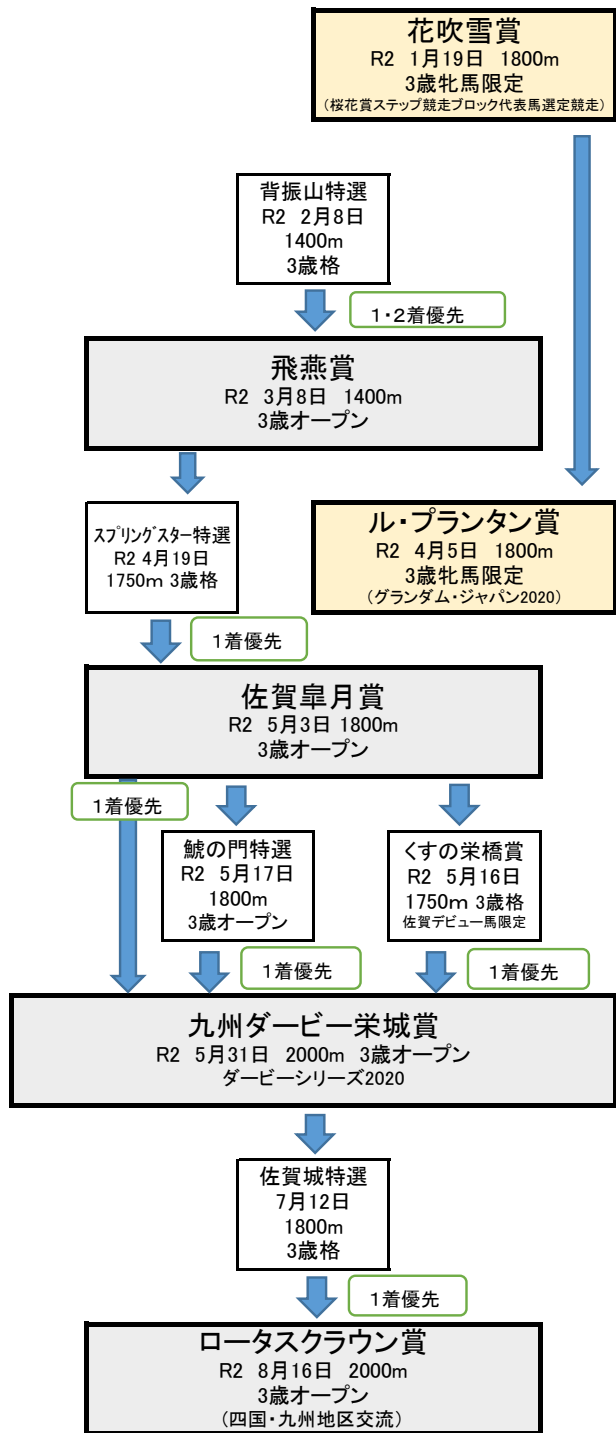 花吹雪賞
R2 1月19日 1800m
3歳牝馬限定
(桜花賞ステップ競走ブロック代表馬選定競走)
背振山特選
R2 2月8日
1400m
3歳格
1・2着優先
飛燕賞
R2 3月8日 1400m
3歳オープン
スプリングスター特選
R2 4月19日
1750m 3歳格
ル・プランタン賞
R2 4月5日 1800m
3歳牝馬限定
(グランダム・ジャパン2020)
1着優先
佐賀皐月賞
R2 5月3日 1800m
3歳オープン
1着優先
鯱の門特選
R2 5月17日
1800m
3歳オープン
くすの栄橋賞
R2 5月16日
1750m 3歳格
佐賀デビュー馬限定
1着優先
1着優先
九州ダービー栄城賞
R2 5月31日 2000m 3歳オープン
ダービーシリーズ2020
佐賀城特選
7月12日
1800m
3歳格
1着優先
ロータスクラウン賞
R2 8月16日 2000m
3歳オープン
(四国・九州地区交流)